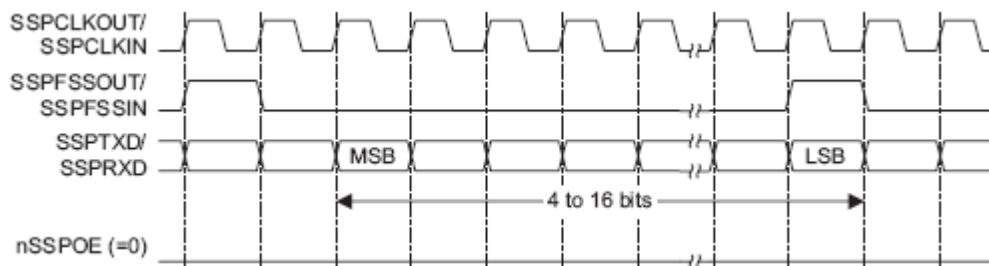 SSPCLKOUT/
SSPCLKIN
SSPFSSOUT/
SSPFSSIN
SSPTXD/
SSPRXD
MSB
LSB
4 to 16 bits
nSSPOE (=0)